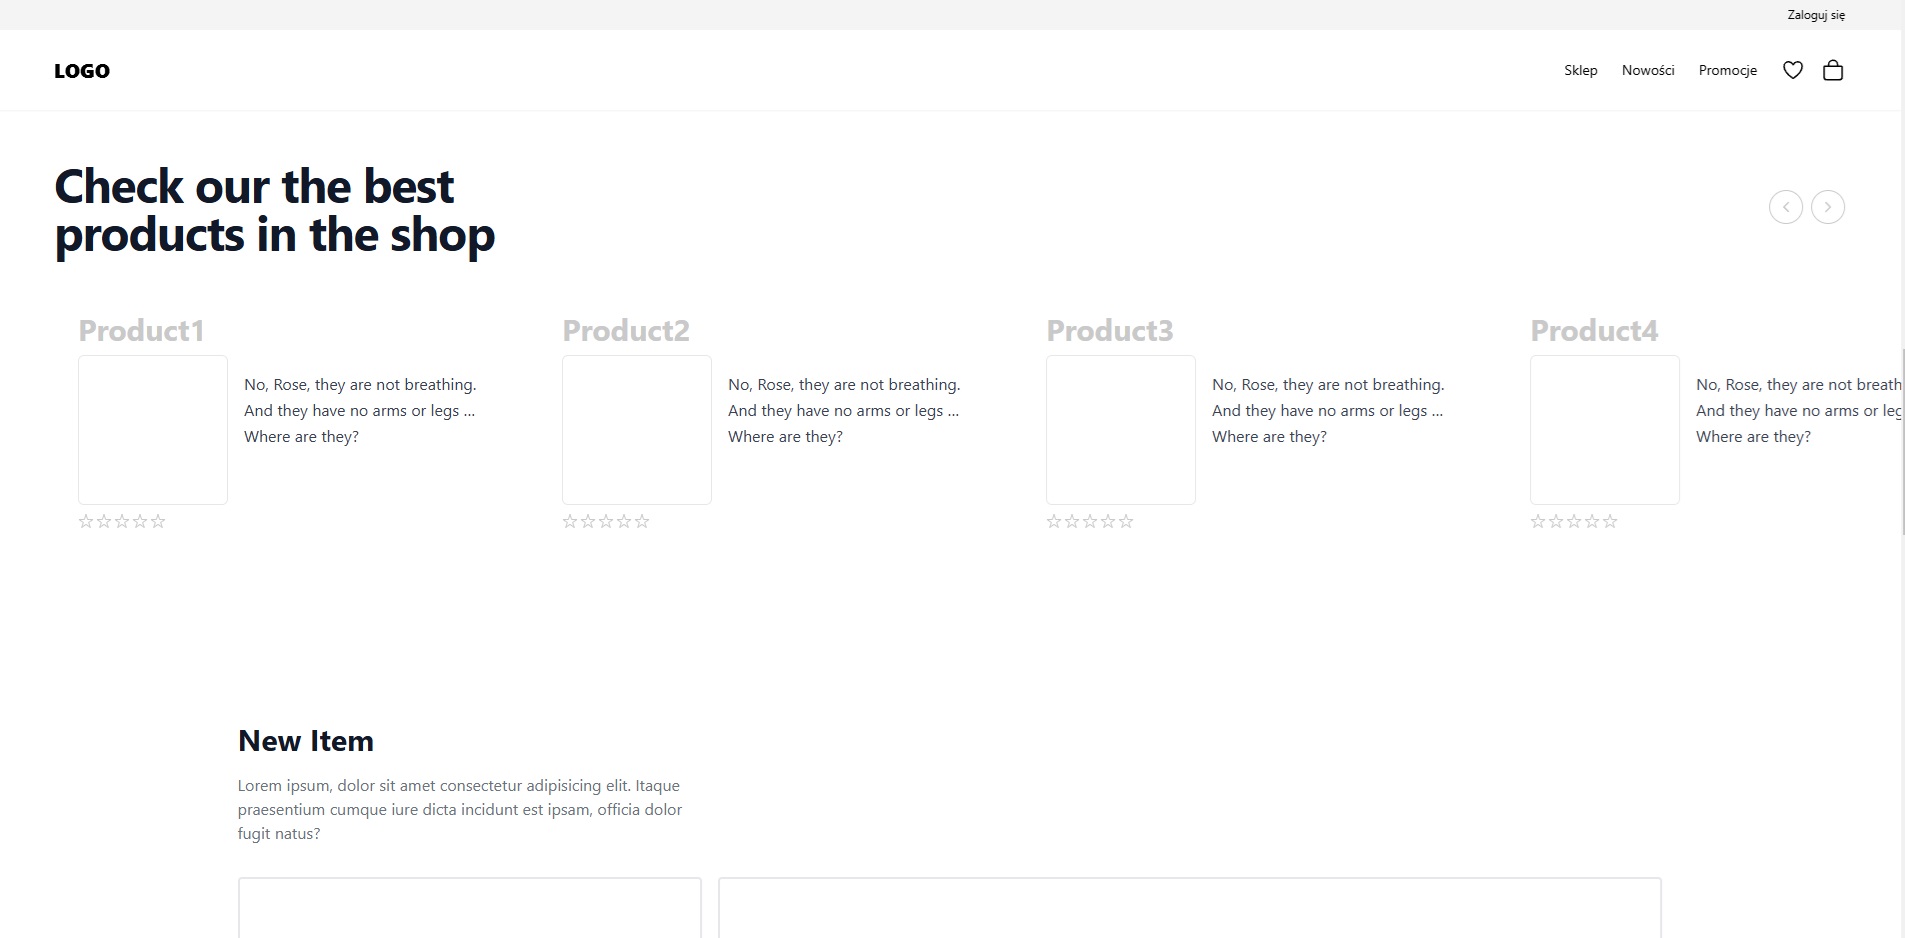 Zaloguj się
LOGO
Sklep Nowości Promocje
Check our the best
products in the shop
Product1
No, Rose, they are not breathing.
And they have no arms or legs ...
Where are they?
Product2
No, Rose, they are not breathing.
And they have no arms or legs ...
Where are they?
Product3
No, Rose, they are not breathing.
And they have no arms or legs ...
Where are they?
Product4
No, Rose, they are not breath
And they have no arms or leg
Where are they?
New Item
Lorem ipsum, dolor sit amet consectetur adipisicing elit. Itaque
praesentium cumque iure dicta incidunt est ipsam, officia dolor
fugit natus?